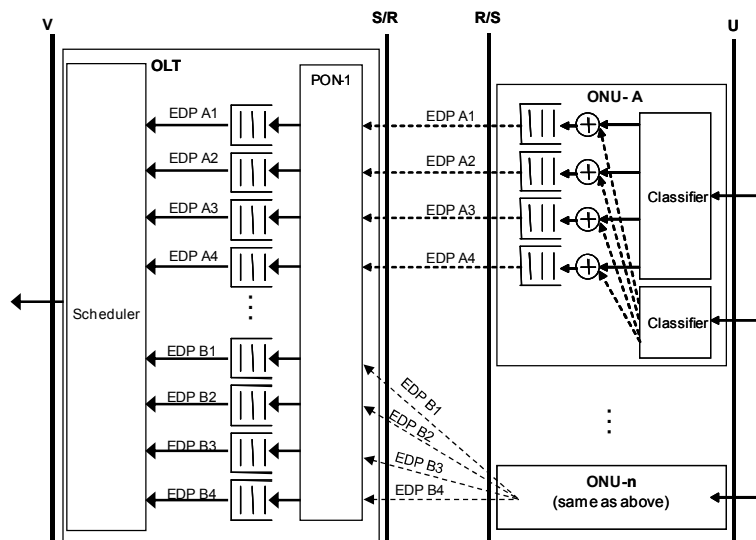 V
S/R
R/S
U
OLT
PON-1
ONU- A
EDP A1
EDP A2
EDP A3
EDP A4
EDP B1
EDP B2
EDP B3
EDP B4
Scheduler
EDP A1
EDP A2
EDP A3
EDP A4
EDP B1
EDP B2
EDP B3
EDP B4
Classifier
Classifier
ONU-n
(same as above)